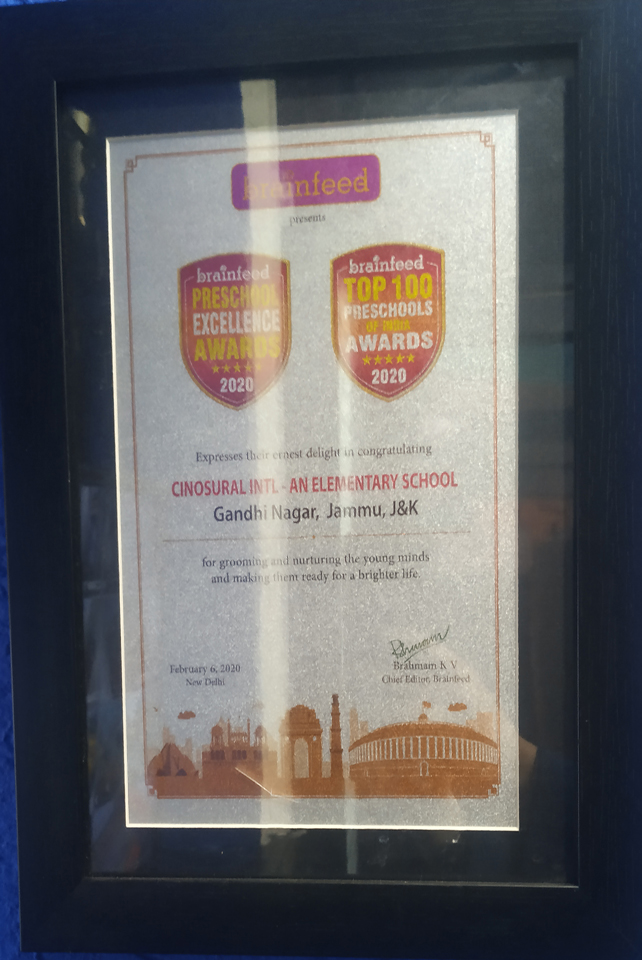 brainfeed
presents
brainfeed
PRESCHOOL
EXCELLENCE
AWARDS
2020
brainfeed
TOP 100
PRESCHOOLS
OF INDIA
AWARDS
2020
Expresses their ernest delight in congratulating
CINOSURAL INTL - AN ELEMENTARY SCHOOL
Gandhi Nagar, Jammu, J&K
for grooming and nurturing the young minds
and making them ready for a brighter life.
February 6, 2020
New Delhi
Brahmam K V
Chief Editor, Brainfeed